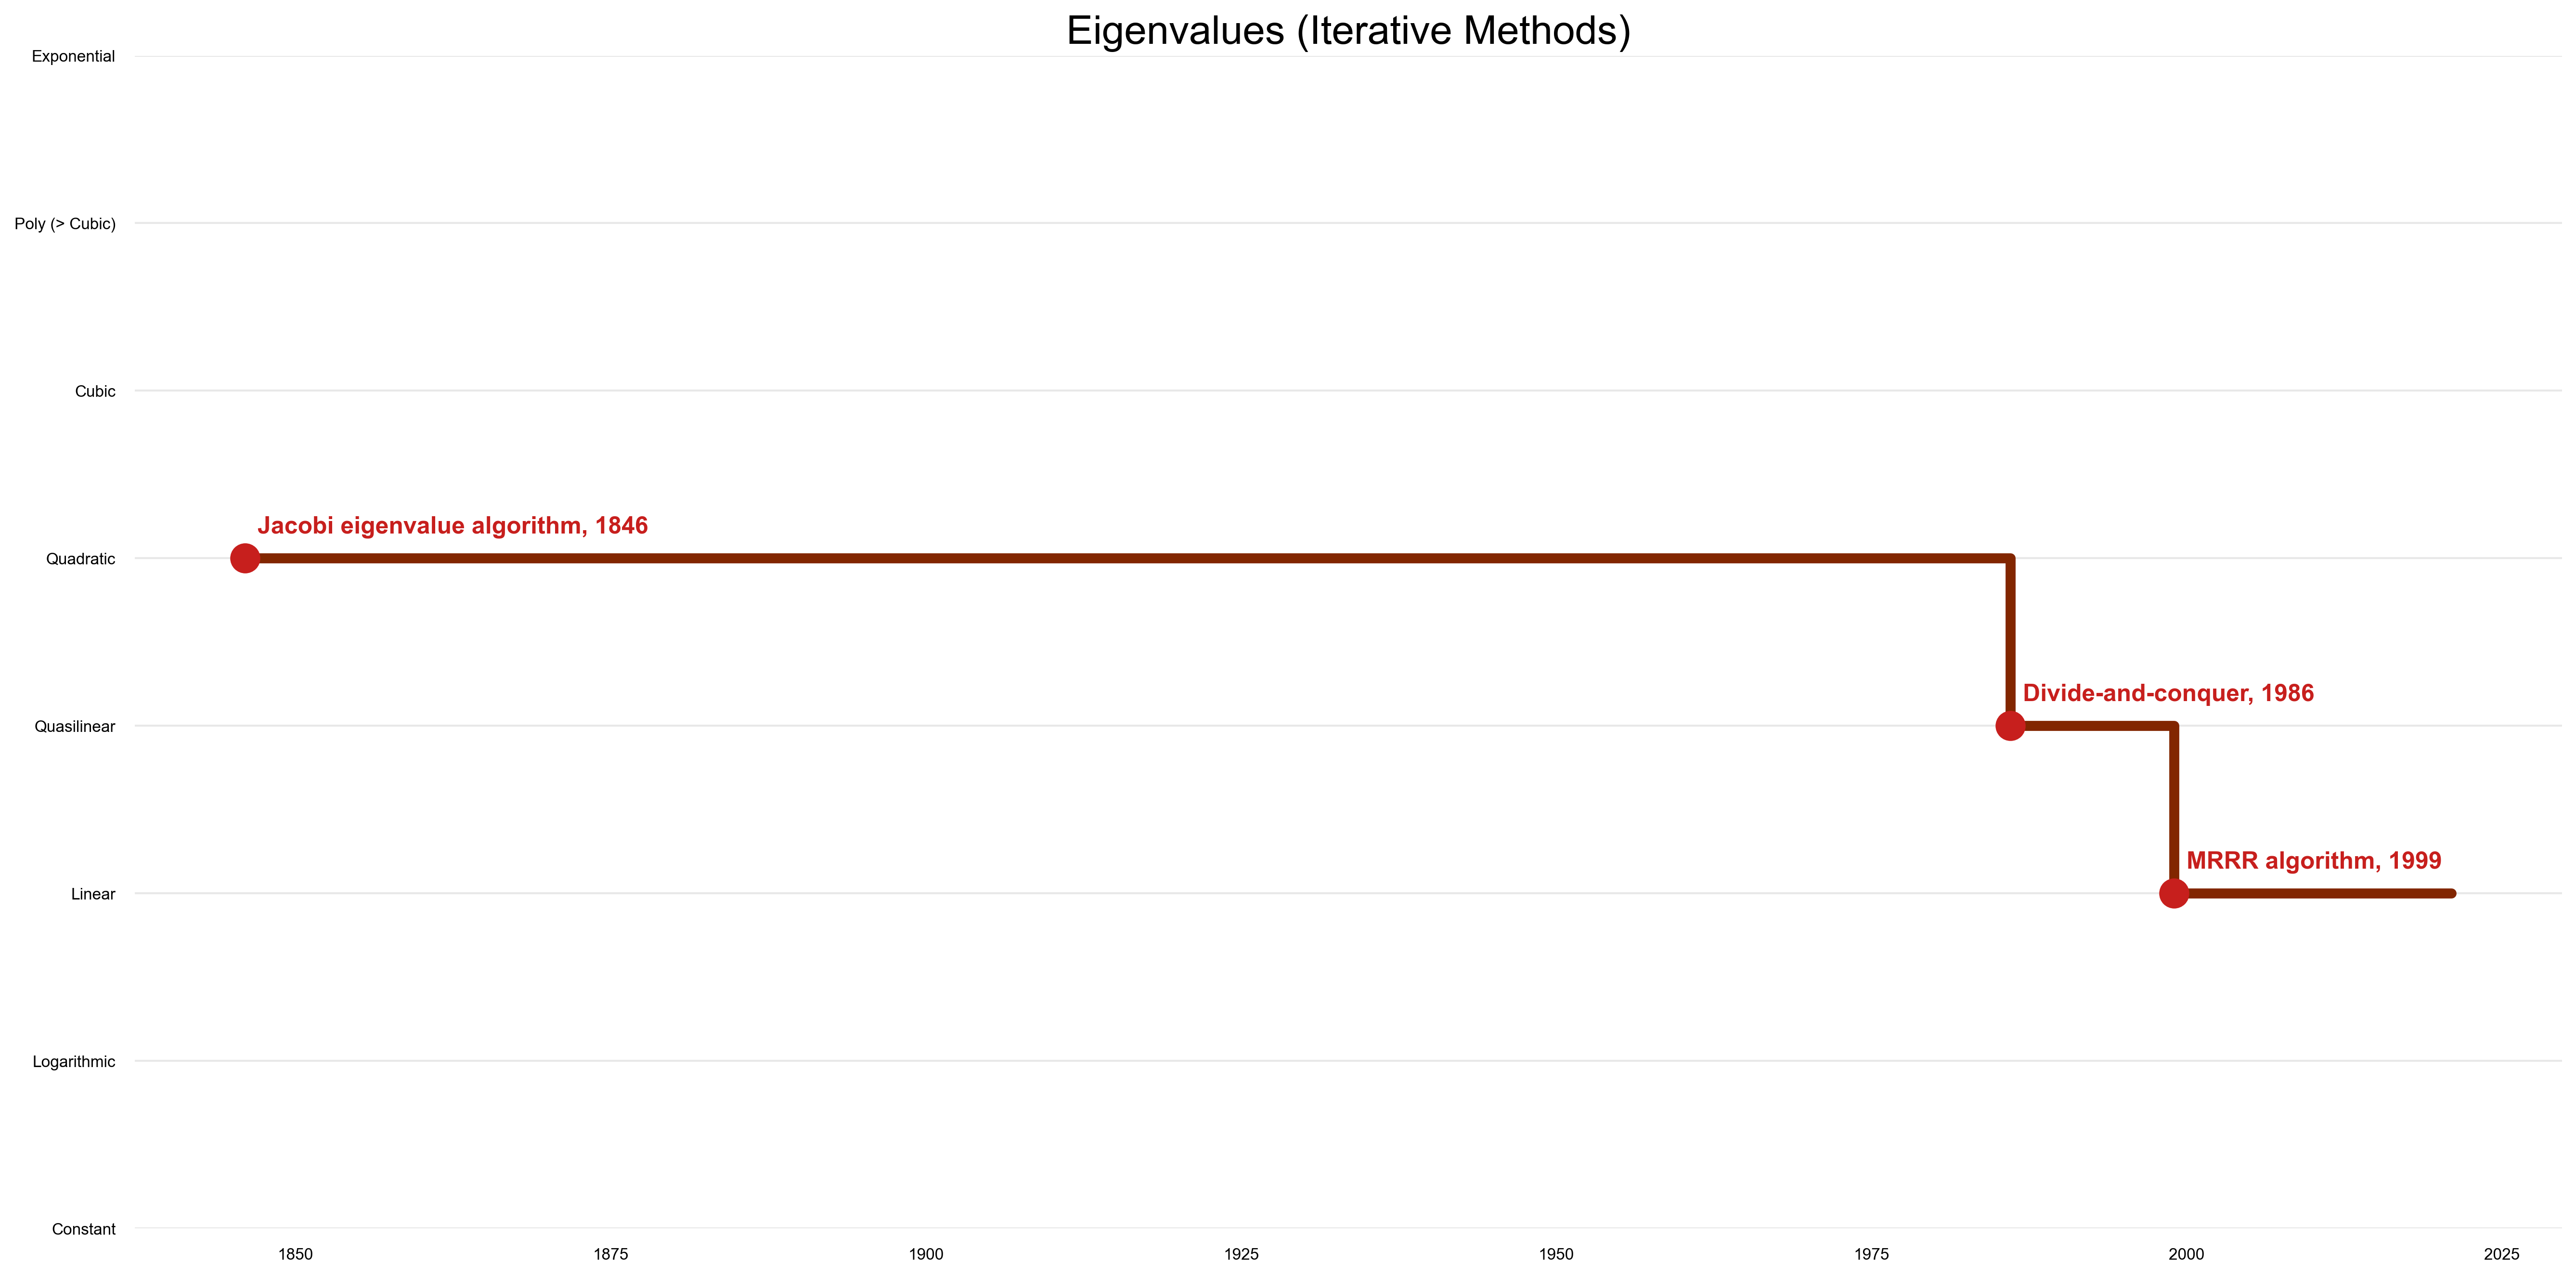 Eigenvalues (Iterative Methods)
Exponential
Poly (> Cubic)
Cubic
Jacobi eigenvalue algorithm, 1846
Quadratic
Divide-and-conquer, 1986
Quasilinear
MRRR algorithm, 1999
Linear
Logarithmic
Constant
1850 1875 1900 1925 1950 1975 2000 2025